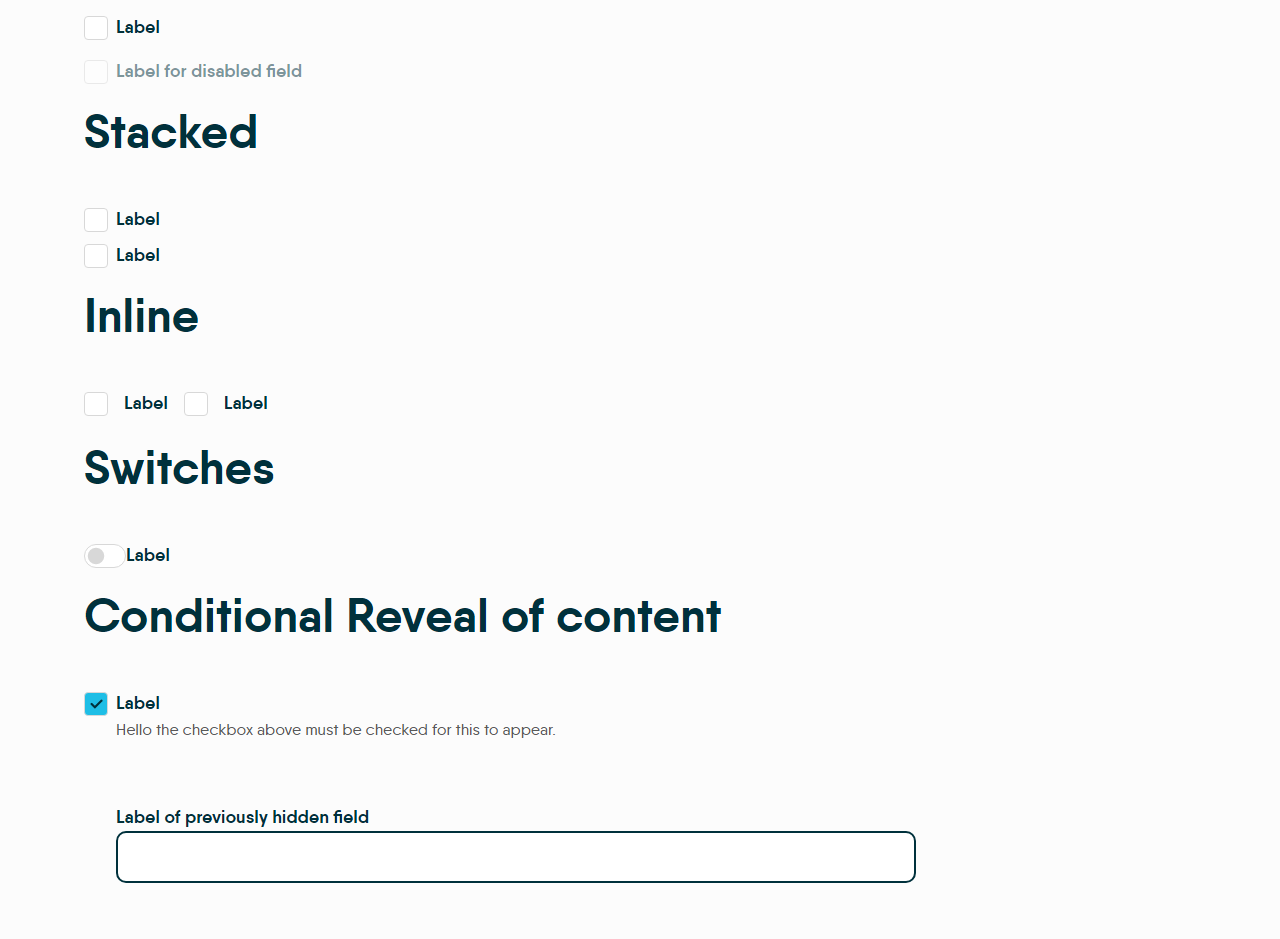 Label
Label for disabled field
Stacked
Label
Label
Inline
Label Label
Switches
Label
Conditional Reveal of content
Label
Hello the checkbox above must be checked for this to appear.
Label of previously hidden field